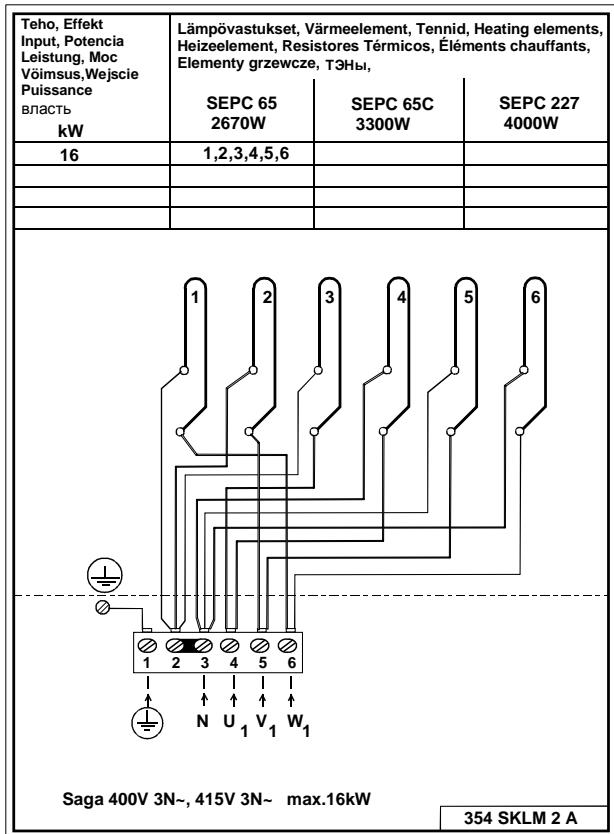 Teho, Effekt
Input, Potencia
Leistung, Moc
Vöimsus,Wejscie
Puissance
власть
kW
Lämpövastukset, Värmeelement, Tennid, Heating elements,
Heizeelement, Resistores Térmicos, Éléments chauffants,
Elementy grzewcze, ТЭНы,
SEPC 65
2670W
SEPC 65C
3300W
SEPC 227
4000W
16
1,2,3,4,5,6
1 2 3 4 5 6
1 2 3 4 5 6
N U1 V1 W1
Saga 400V 3N~, 415V 3N~ max.16kW
354 SKLM 2 A